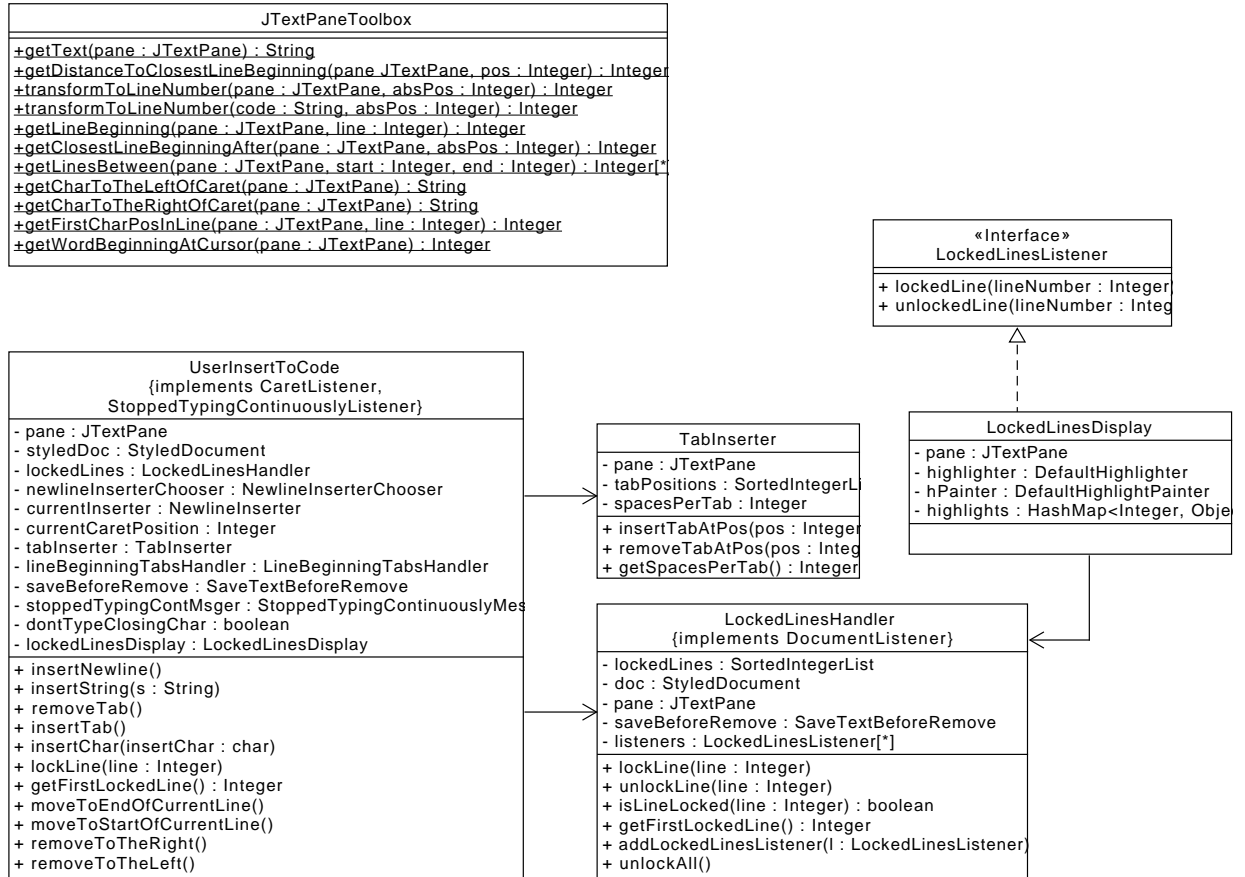 JTextPaneToolbox
+getText(pane : JTextPane) : String
+getDistanceToClosestLineBeginning(pane JTextPane, pos : Integer) : Integer
+transformToLineNumber(pane : JTextPane, absPos : Integer) : Integer
+transformToLineNumber(code : String, absPos : Integer) : Integer
+getLineBeginning(pane : JTextPane, line : Integer) : Integer
+getClosestLineBeginningAfter(pane : JTextPane, absPos : Integer) : Integer
+getLinesBetween(pane : JTextPane, start : Integer, end : Integer) : Integer[*]
+getCharToTheLeftOfCaret(pane : JTextPane) : String
+getCharToTheRightOfCaret(pane : JTextPane) : String
+getFirstCharPosInLine(pane : JTextPane, line : Integer) : Integer
+getWordBeginningAtCursor(pane : JTextPane) : Integer
«Interface»
LockedLinesListener
+ lockedLine(lineNumber : Integer)
+ unlockedLine(lineNumber : Integ
UserInsertToCode
{implements CaretListener,
StoppedTypingContinuouslyListener}
- pane : JTextPane
- styledDoc : StyledDocument
- lockedLines : LockedLinesHandler
- newlineInserterChooser : NewlineInserterChooser
- currentInserter : NewlineInserter
- currentCaretPosition : Integer
- tabInserter : TabInserter
- lineBeginningTabsHandler : LineBeginningTabsHandler
- saveBeforeRemove : SaveTextBeforeRemove
- stoppedTypingContMsger : StoppedTypingContinuouslyMes
- dontTypeClosingChar : boolean
- lockedLinesDisplay : LockedLinesDisplay
+ insertNewline()
+ insertString(s : String)
+ removeTab()
+ insertTab()
+ insertChar(insertChar : char)
+ lockLine(line : Integer)
+ getFirstLockedLine() : Integer
+ moveToEndOfCurrentLine()
+ moveToStartOfCurrentLine()
+ removeToTheRight()
+ removeToTheLeft()
TabInserter
- pane : JTextPane
- tabPositions : SortedIntegerLi
- spacesPerTab : Integer
+ insertTabAtPos(pos : Integer
+ removeTabAtPos(pos : Integ
+ getSpacesPerTab() : Integer
LockedLinesDisplay
- pane : JTextPane
- highlighter : DefaultHighlighter
- hPainter : DefaultHighlightPainter
- highlights : HashMap<Integer, Obje
LockedLinesHandler
{implements DocumentListener}
- lockedLines : SortedIntegerList
- doc : StyledDocument
- pane : JTextPane
- saveBeforeRemove : SaveTextBeforeRemove
- listeners : LockedLinesListener[*]
+ lockLine(line : Integer)
+ unlockLine(line : Integer)
+ isLineLocked(line : Integer) : boolean
+ getFirstLockedLine() : Integer
+ addLockedLinesListener(l : LockedLinesListener)
+ unlockAll()